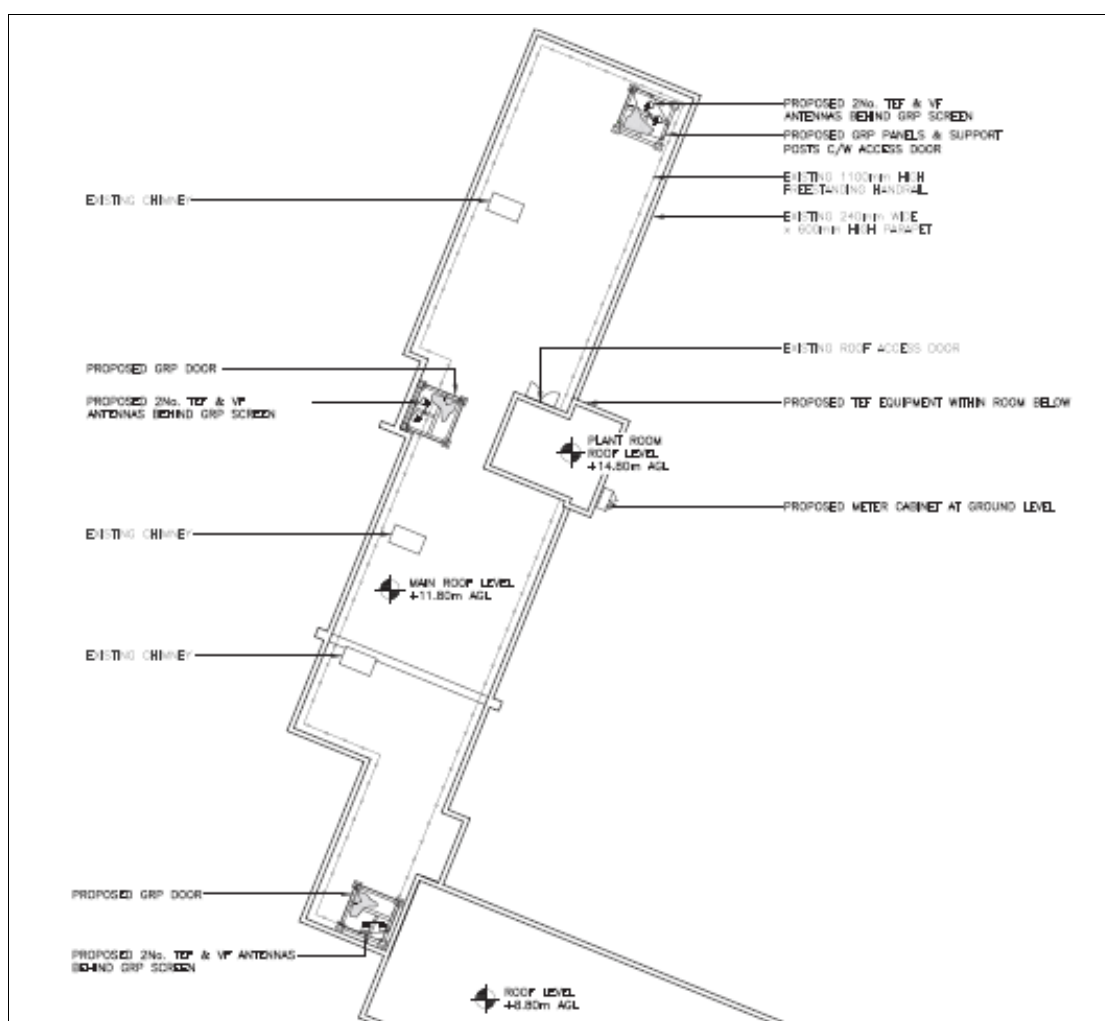 PROPOSED 2No. TEF & VF
ANTENNAS BEHIND GRP SCREEN
PROPOSED GRP PANELS & SUPPORT
POSTS C/W ACCESS DOOR
EXISTING 1100mm HIGH
FREESTANDING HANDRAIL
EXISTING CHIMNEY
EXISTING 240mm WIDE
x 600mm HIGH PARAPET
EXISTING ROOF ACCESS DOOR
PROPOSED GRP DOOR
PROPOSED 2No. TEF & VF
ANTENNAS BEHIND GRP SCREEN
PROPOSED TEF EQUIPMENT WITHIN ROOM BELOW
PLANT ROOM
ROOF LEVEL
+14.80m AGL
PROPOSED METER CABINET AT GROUND LEVEL
EXISTING CHIMNEY
MAIN ROOF LEVEL
+11.80m AGL
EXISTING CHIMNEY
PROPOSED GRP DOOR
PROPOSED 2No. TEF & VF ANTENNAS
BEHIND GRP SCREEN
ROOF LEVEL
+8.80m AGL